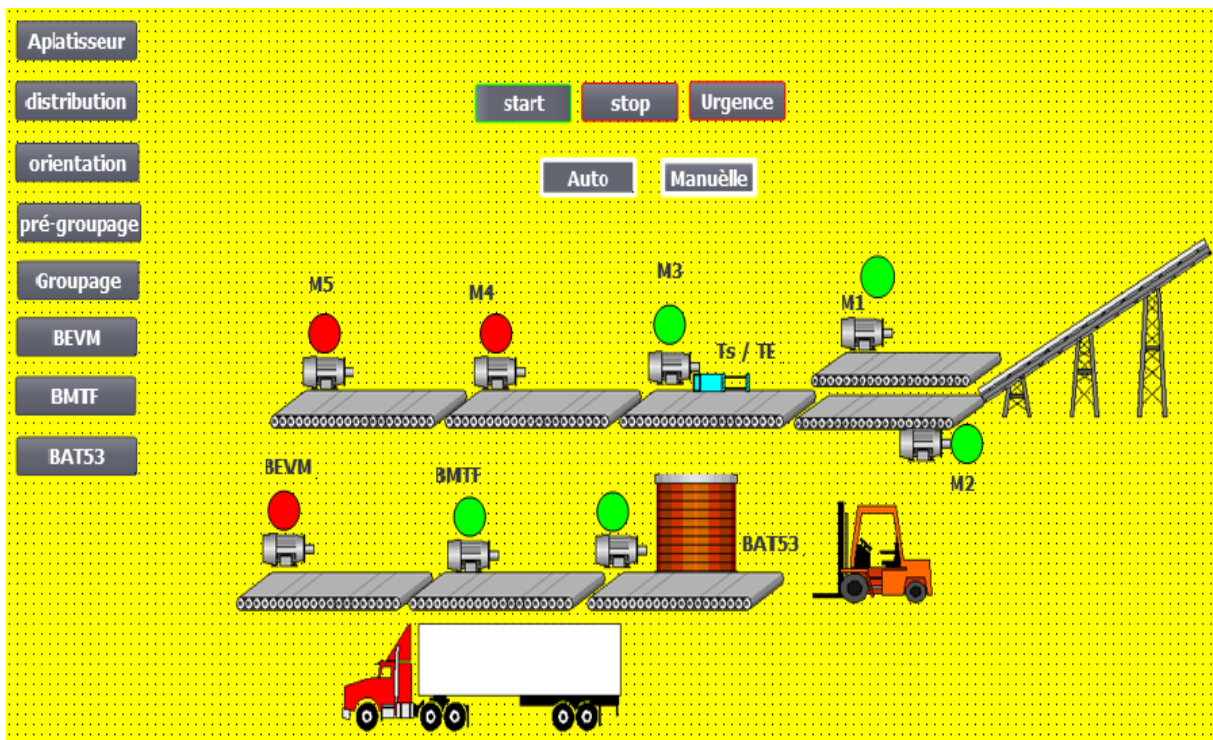 Aplatisseur
distribution
orientation
pré-groupage
Groupage
BEVM
BMTF
BAT53
start
stop
Urgence
Auto
Manuèlle
M5
M4
M3
M1
Ts / TE
M2
BEVM
BMTF
BAT53